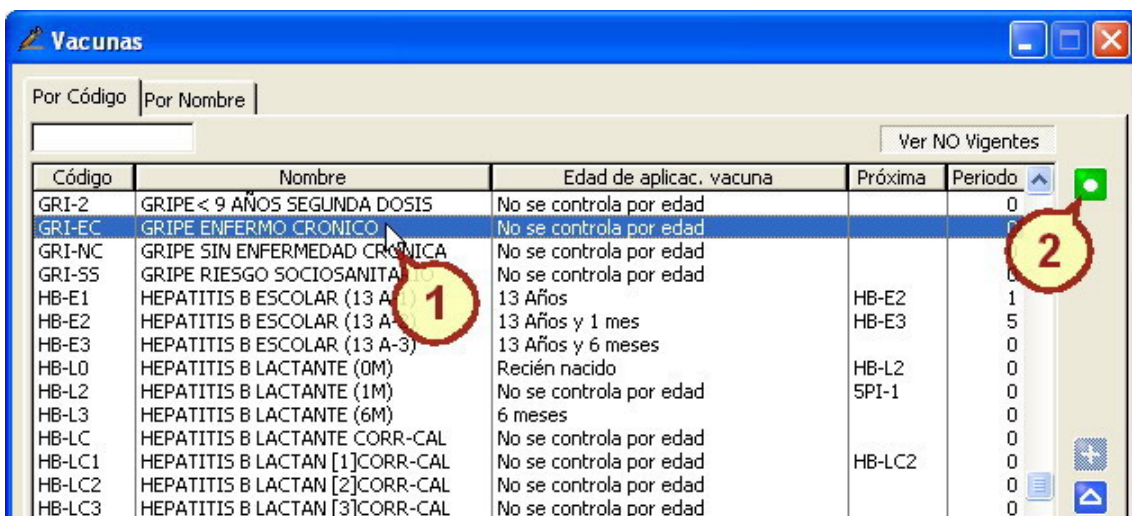 Vacunas
Por Código Por Nombre
Ver NO Vigentes
Código Nombre Edad de aplicac. vacuna Próxima Periodo
GRI-2 GRIPE< 9 AÑOS SEGUNDA DOSIS No se controla por edad 0
GRI-EC GRIPE ENFERMO CRONICO No se controla por edad
GRI-NC GRIPE SIN ENFERMEDAD CRONICA No se controla por edad 2
GRI-SS GRIPE RIESGO No se controla por edad
HB-E1 HEPATITIS B ESCOLAR (13 1 13 Años HB-E2 1
HB-E2 HEPATITIS B ESCOLAR (13 13 Años y 1 mes HB-E3 5
HB-E3 HEPATITIS B ESCOLAR (13 A-3) 13 Años y 6 meses 0
HB-L0 HEPATITIS B LACTANTE (0M) Recién nacido HB-L2 0
HB-L2 HEPATITIS B LACTANTE (1M) No se controla por edad 5PI-1 0
HB-L3 HEPATITIS B LACTANTE (6M) 6 meses 0
HB-LC HEPATITIS B LACTANTE CORR-CAL No se controla por edad 0
HB-LC1 HEPATITIS B LACTAN [1]CORR-CAL No se controla por edad HB-LC2 0
HB-LC2 HEPATITIS B LACTAN [2]CORR-CAL No se controla por edad 0
HB-LC3 HEPATITIS B LACTAN [3]CORR-CAL No se controla por edad 0